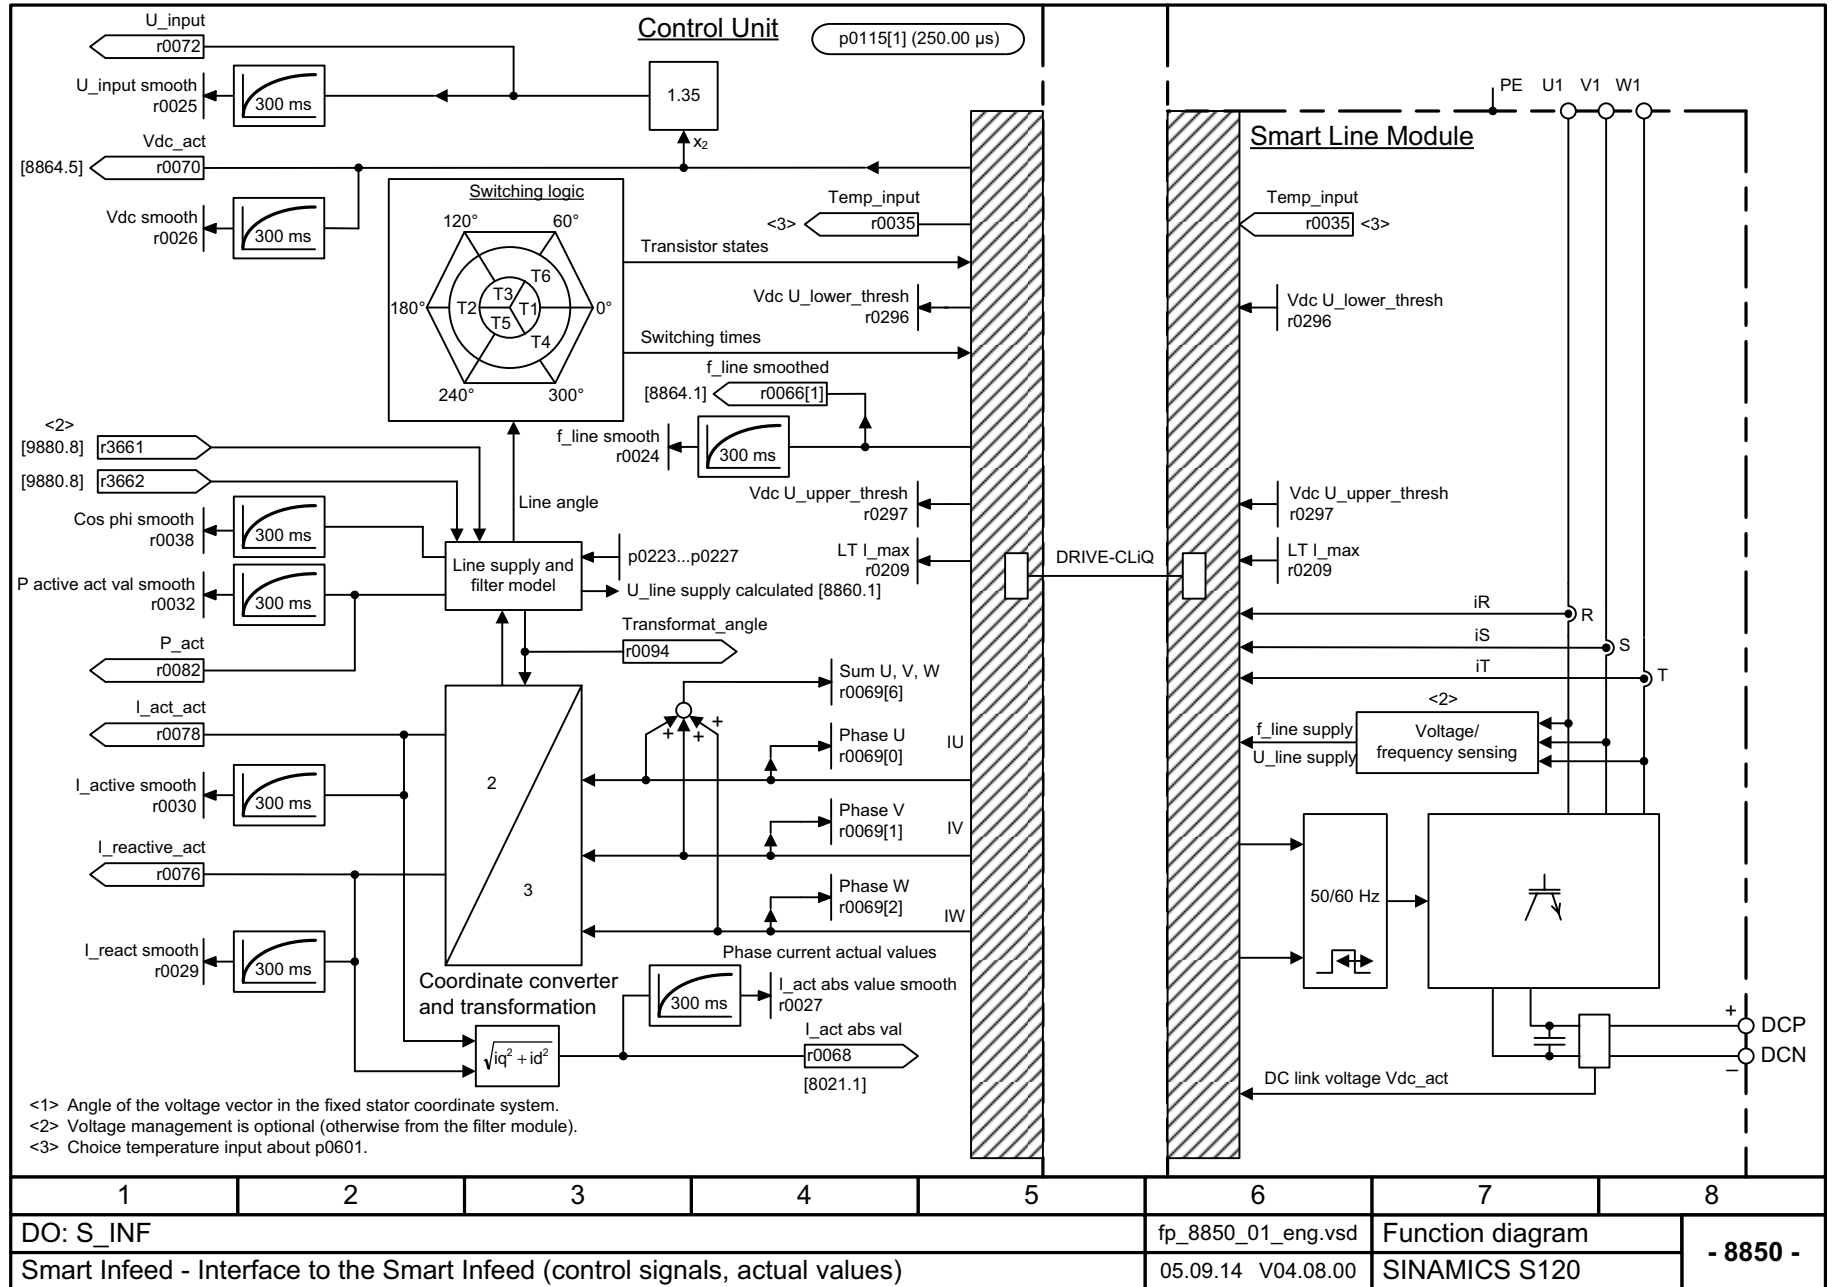 U_input
r0072
Control Unit
p0115[1] (250.00 µs)
U_input smooth
r0025
300 ms
1.35
x2
Vdc_act
[8864.5]
r0070
Vdc smooth
r0026
300 ms
Switching logic
120°
60°
180°
0°
240°
300°
T6
T3
T2
T1
T5
T4
Temp_input
<3>
r0035
Transistor states
Vdc U_lower_thresh
r0296
Switching times
f_line smoothed
[8864.1]
r0066[1]
f_line smooth
r0024
300 ms
<2>
[9880.8]
r3661
[9880.8]
r3662
Line angle
Vdc U_upper_thresh
r0297
Cos phi smooth
r0038
300 ms
Line supply and
filter model
p0223...p0227
U_line supply calculated [8860.1]
LT I_max
r0209
P active act val smooth
r0032
300 ms
P_act
r0082
Transformat_angle
r0094
Sum U, V, W
r0069[6]
+
+
+
I_act_act
r0078
Phase U
r0069[0]
IU
I_active smooth
r0030
300 ms
2
3
Phase V
r0069[1]
IV
I_reactive_act
r0076
Phase W
r0069[2]
IW
Phase current actual values
I_react smooth
r0029
300 ms
Coordinate converter
and transformation
300 ms
I_act abs value smooth
r0027
√iq² + id²
I_act abs val
r0068
[8021.1]
DRIVE-CLiQ
PE
U1
V1
W1
Smart Line Module
Temp_input
r0035
<3>
Vdc U_lower_thresh
r0296
Vdc U_upper_thresh
r0297
LT I_max
r0209
iR
R
iS
S
iT
T
<2>
f_line supply
U_line supply
Voltage/
frequency sensing
50/60 Hz
+
DCP
DCN
–
DC link voltage Vdc_act
<1> Angle of the voltage vector in the fixed stator coordinate system.
<2> Voltage management is optional (otherwise from the filter module).
<3> Choice temperature input about p0601.
1
2
3
4
5
6
7
8
DO: S_INF
fp_8850_01_eng.vsd
Function diagram
- 8850 -
Smart Infeed - Interface to the Smart Infeed (control signals, actual values)
05.09.14 V04.08.00
SINAMICS S120